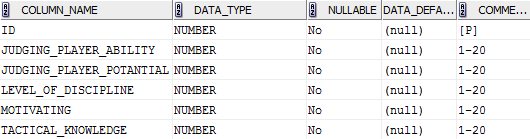 COLUMN_NAME DATA_TYPE NULLABLE DATA_DEFA... COMME...
ID NUMBER No (null) [P]
JUDGING_PLAYER_ABILITY NUMBER No (null) 1-20
JUDGING_PLAYER_POTANTIAL NUMBER No (null) 1-20
LEVEL_OF_DISCIPLINE NUMBER No (null) 1-20
MOTIVATING NUMBER No (null) 1-20
TACTICAL_KNOWLEDGE NUMBER No (null) 1-20